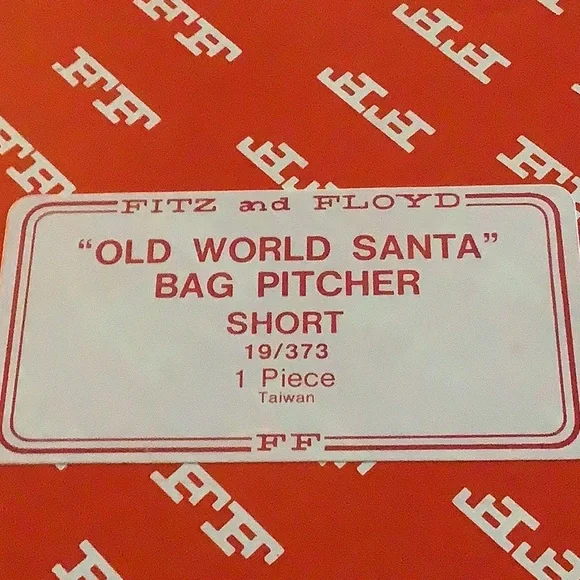 FITZ and FLOYD
“OLD WORLD SANTA”
BAG PITCHER
SHORT
19/373
1 Piece
Taiwan
FF